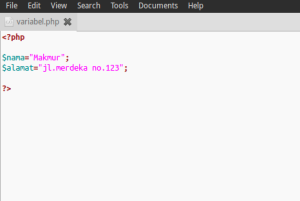 File Edit View Search Tools Documents Help
variabel.php
<?php
$nama="Makmur";
$alamat="jl.merdeka no.123";
?>